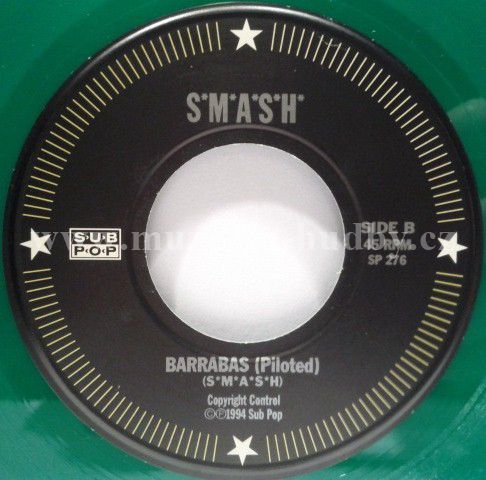 S*M*A*S*H*
SUB
POP
SIDE B
45 RPM
SP 276
BARRABAS (Piloted)
(S*M*A*S*H)
Copyright Control
©℗1994 Sub Pop